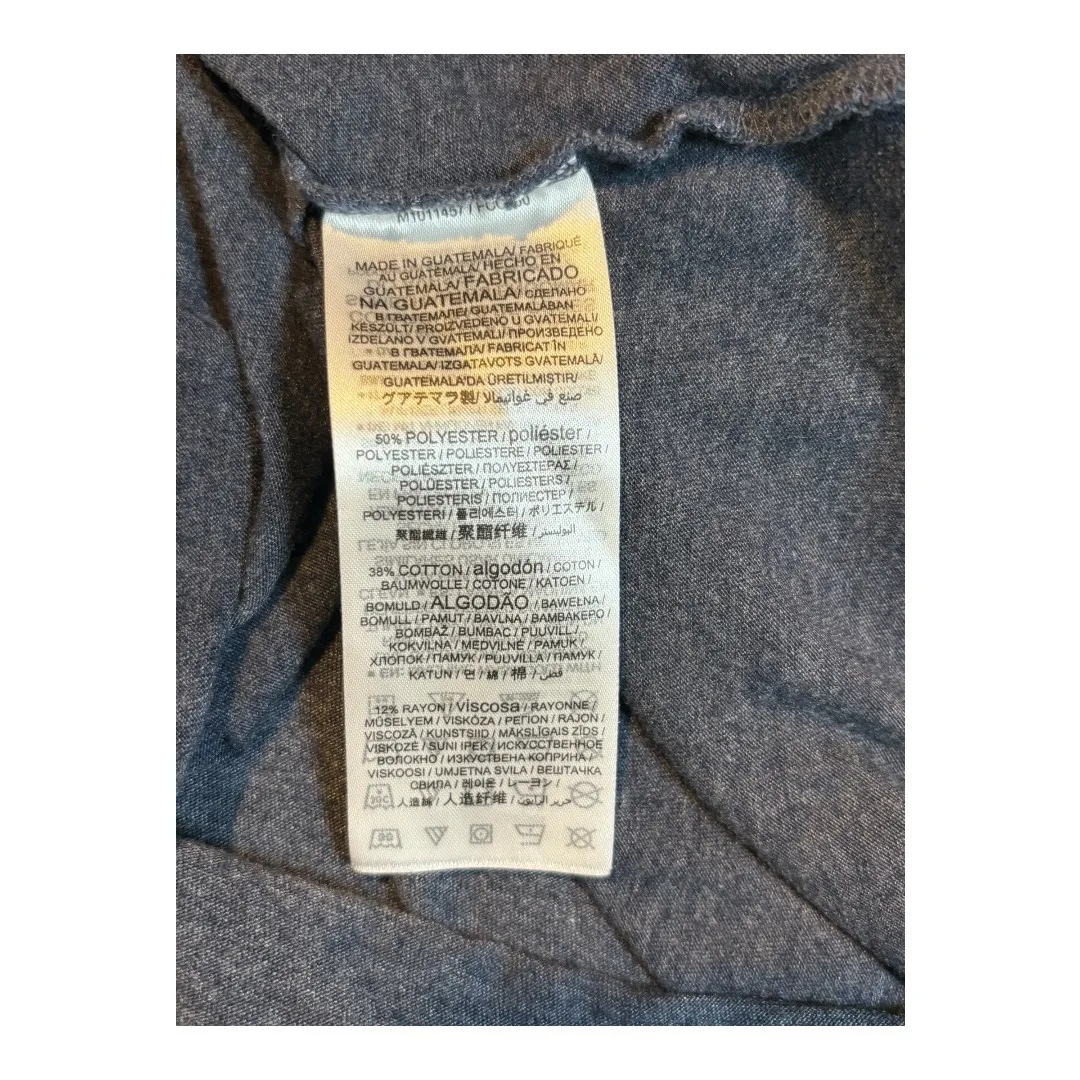 MADE IN GUATEMALA/ FABRIQUÉ
AU GUATEMALA/ HECHO EN
GUATEMALA/ FABRICADO
NA GUATEMALA/ СДЕЛАНО
В ГВАТЕМАЛЕ/ GUATEMALÁBAN
KÉSZÜLT/ PROIZVEDENO U GVATEMALI/
IZDELANO V GVATEMALI/ ПРОИЗВЕДЕНО
В ГВАТЕМАЛА/ FABRICAT ÎN
GUATEMALA/ IZGATAVOTS GVATEMALĀ/
GUATEMALA'DA ÜRETİLMİŞTİR/
グアテマラ製/ صنع في غواتيمالا
50% POLYESTER / poliéster /
POLYESTER / POLIESTERE / POLIESTER /
POLIÉSZTER / ΠΟΛΥΕΣΤΕΡΑΣ /
POLÜESTER / POLIESTERS /
POLIESTERIS / ПОЛИЕСТЕР /
POLYESTERI / 폴리에스터 / ポリエステル /
聚酯纖維 / 聚酯纤维 / البوليستر
38% COTTON / algodón / COTON /
BAUMWOLLE / COTONE / KATOEN /
BOMULD / ALGODÃO / BAWEŁNA /
BOMULL / PAMUT / BAVLNA / ΒΑΜΒΑΚΕΡΟ /
BOMBAŽ / BUMBAC / PUUVILL /
KOKVILNA / MEDVILNĖ / PAMUK /
ХЛОПОК / ПАМУК / PUUVILLA / ПАМУК /
KATUN / 면 / 綿 / 棉 / قطن
12% RAYON / viscosa / RAYONNE /
MŰSELYEM / VISKÓZA / ΡΕΓΙΟΝ / RAJON /
VISCOZĂ / KUNSTSIID / MĀKSLĪGAIS ZĪDS /
VISKOZĖ / SUNI IPEK / ИСКУССТВЕННОЕ
ВОЛОКНО / ИЗКУСТВЕНА КОПРИНА /
VISKOOSI / UMJETNA SVILA / ВЕШТАЧКА
СВИЛА / 레이온 / レーヨン /
人造綿 / 人造纤维 / حرير الرايون